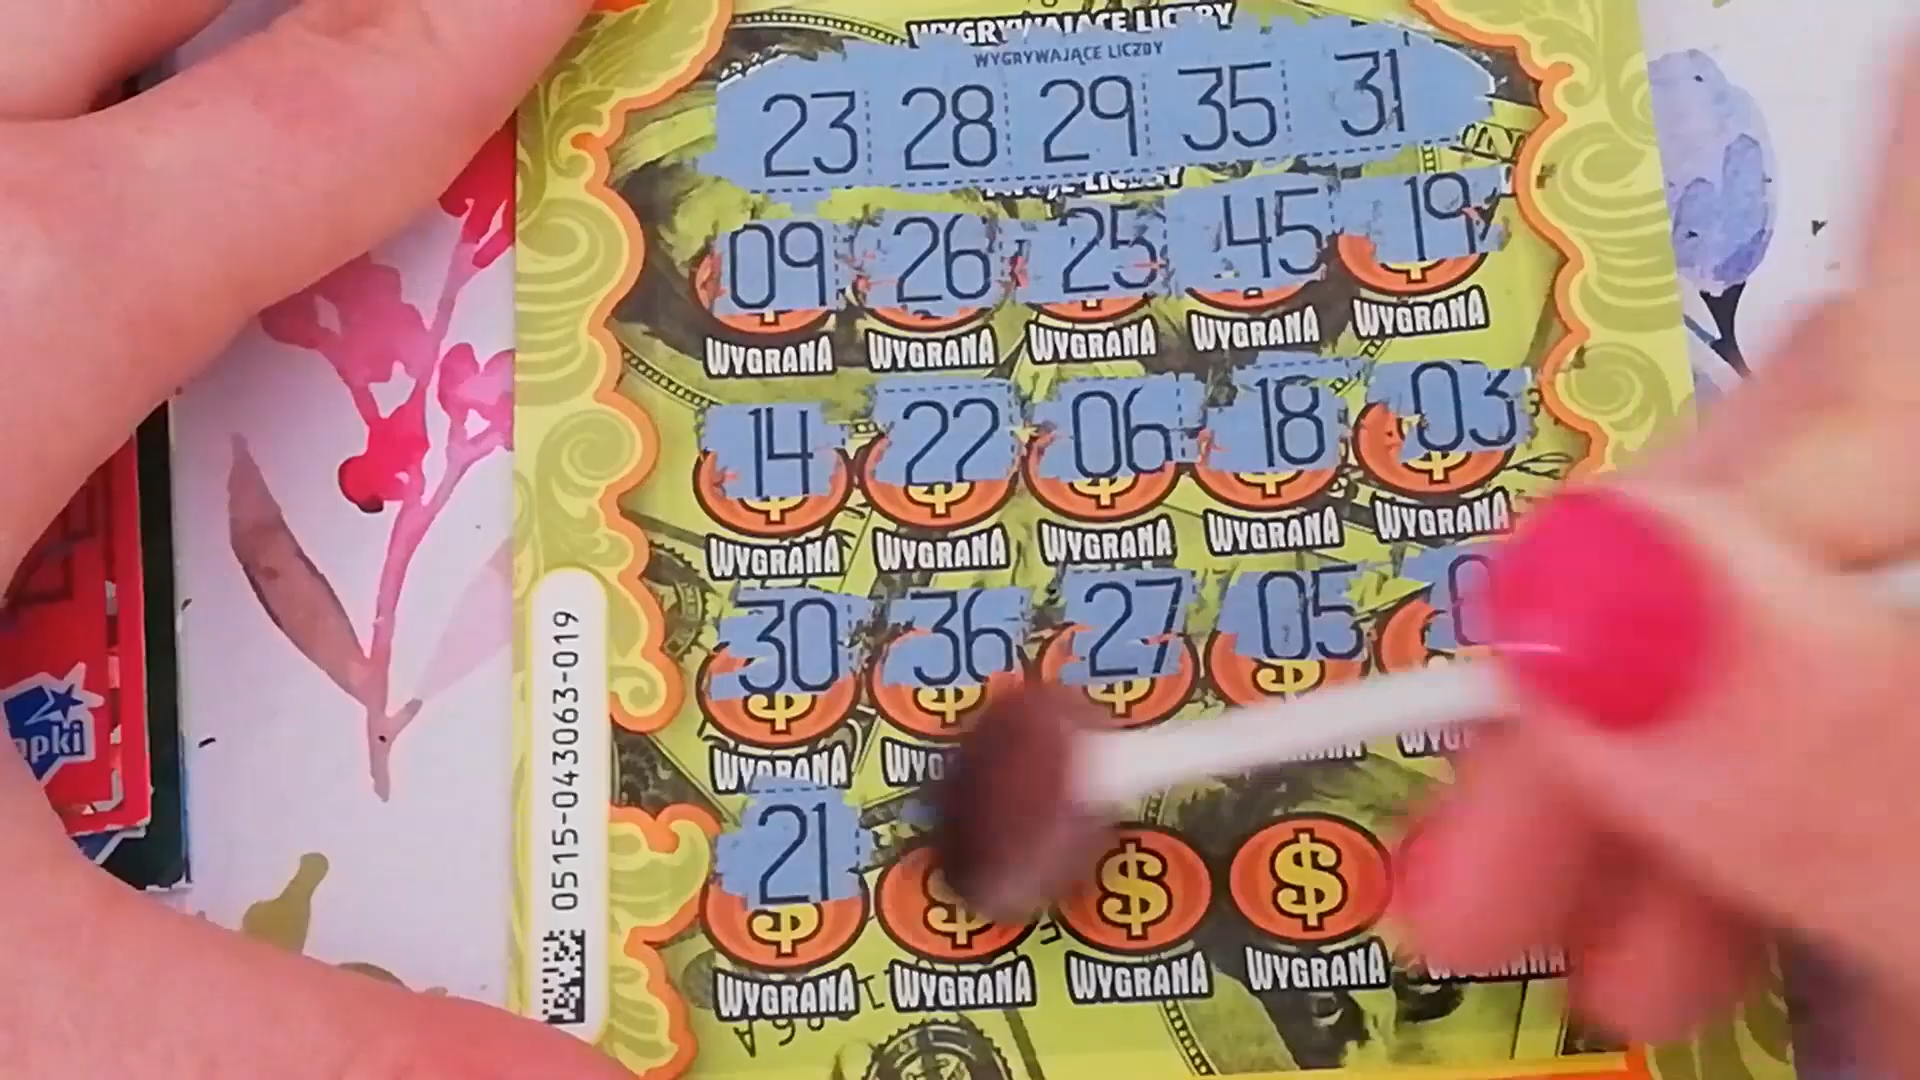 WYGRYWAJĄCE LICZBY
WYGRYWAJĄCE LICZBY
23 28 29 35 31
LICZBY
09 26 25 45 19
WYGRANA WYGRANA WYGRANA WYGRANA WYGRANA
14 22 06 18 03
WYGRANA WYGRANA WYGRANA WYGRANA WYGRANA
30 36 27 05
WYGRANA
21
$ $ $ $
WYGRANA WYGRANA WYGRANA WYGRANA
0515-043063-019